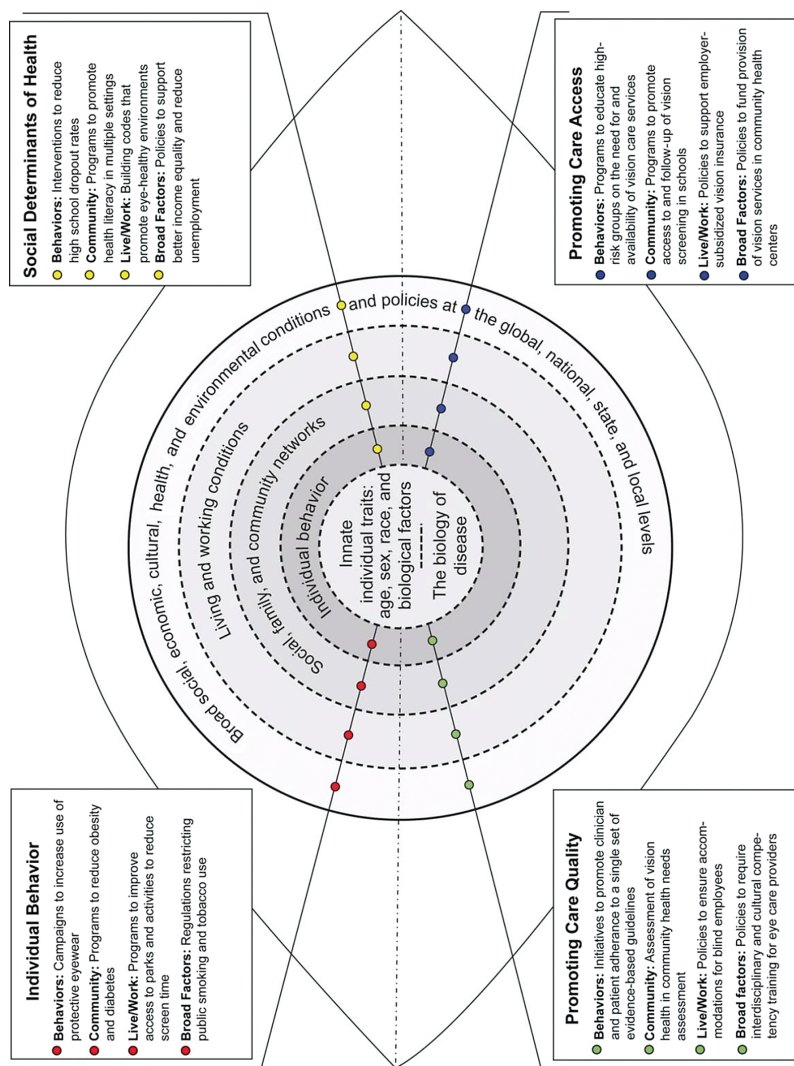 Individual Behavior
Behaviors: Campaigns to increase use of
protective eyewear
Community: Programs to reduce obesity
and diabetes
Live/Work: Programs to improve
access to parks and activities to reduce
screen time
Broad Factors: Regulations restricting
public smoking and tobacco use
Social Determinants of Health
Behaviors: Interventions to reduce
high school dropout rates
Community: Programs to promote
health literacy in multiple settings
Live/Work: Building codes that
promote eye-healthy environments
Broad Factors: Policies to support
better income equality and reduce
unemployment
Broad social, economic, cultural, health, and environmental conditions and policies at the global, national, state, and local levels
Living and working conditions
Social, family, and community networks
Individual behavior
Innate
individual traits:
age, sex, race, and
biological factors
The biology of
disease
Promoting Care Quality
Behaviors: Initiatives to promote clinician
and patient adherance to a single set of
evidence-based guidelines
Community: Assessment of vision
health in community health needs
assessment
Live/Work: Policies to ensure accom-
modations for blind employees
Broad factors: Policies to require
interdisciplinary and cultural compe-
tency training for eye care providers
Promoting Care Access
Behaviors: Programs to educate high-
risk groups on the need for and
availability of vision care services
Community: Programs to promote
access to and follow-up of vision
screening in schools
Live/Work: Policies to support employer-
subsidized vision insurance
Broad Factors: Policies to fund provision
of vision services in community health
centers